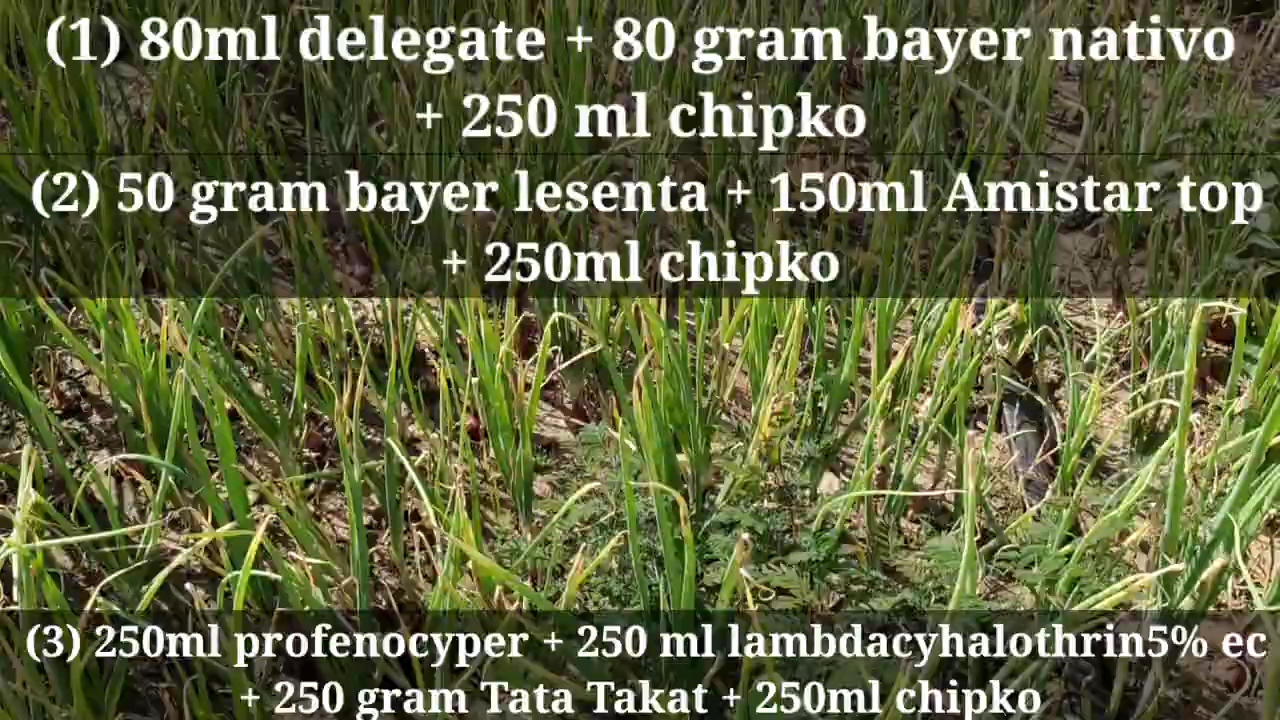 (1) 80ml delegate + 80 gram bayer nativo
+ 250 ml chipko
(2) 50 gram bayer lesenta + 150ml Amistar top
+ 250ml chipko
(3) 250ml profenocyper + 250 ml lambdacyhalothrin5% ec
+ 250 gram Tata Takat + 250ml chipko